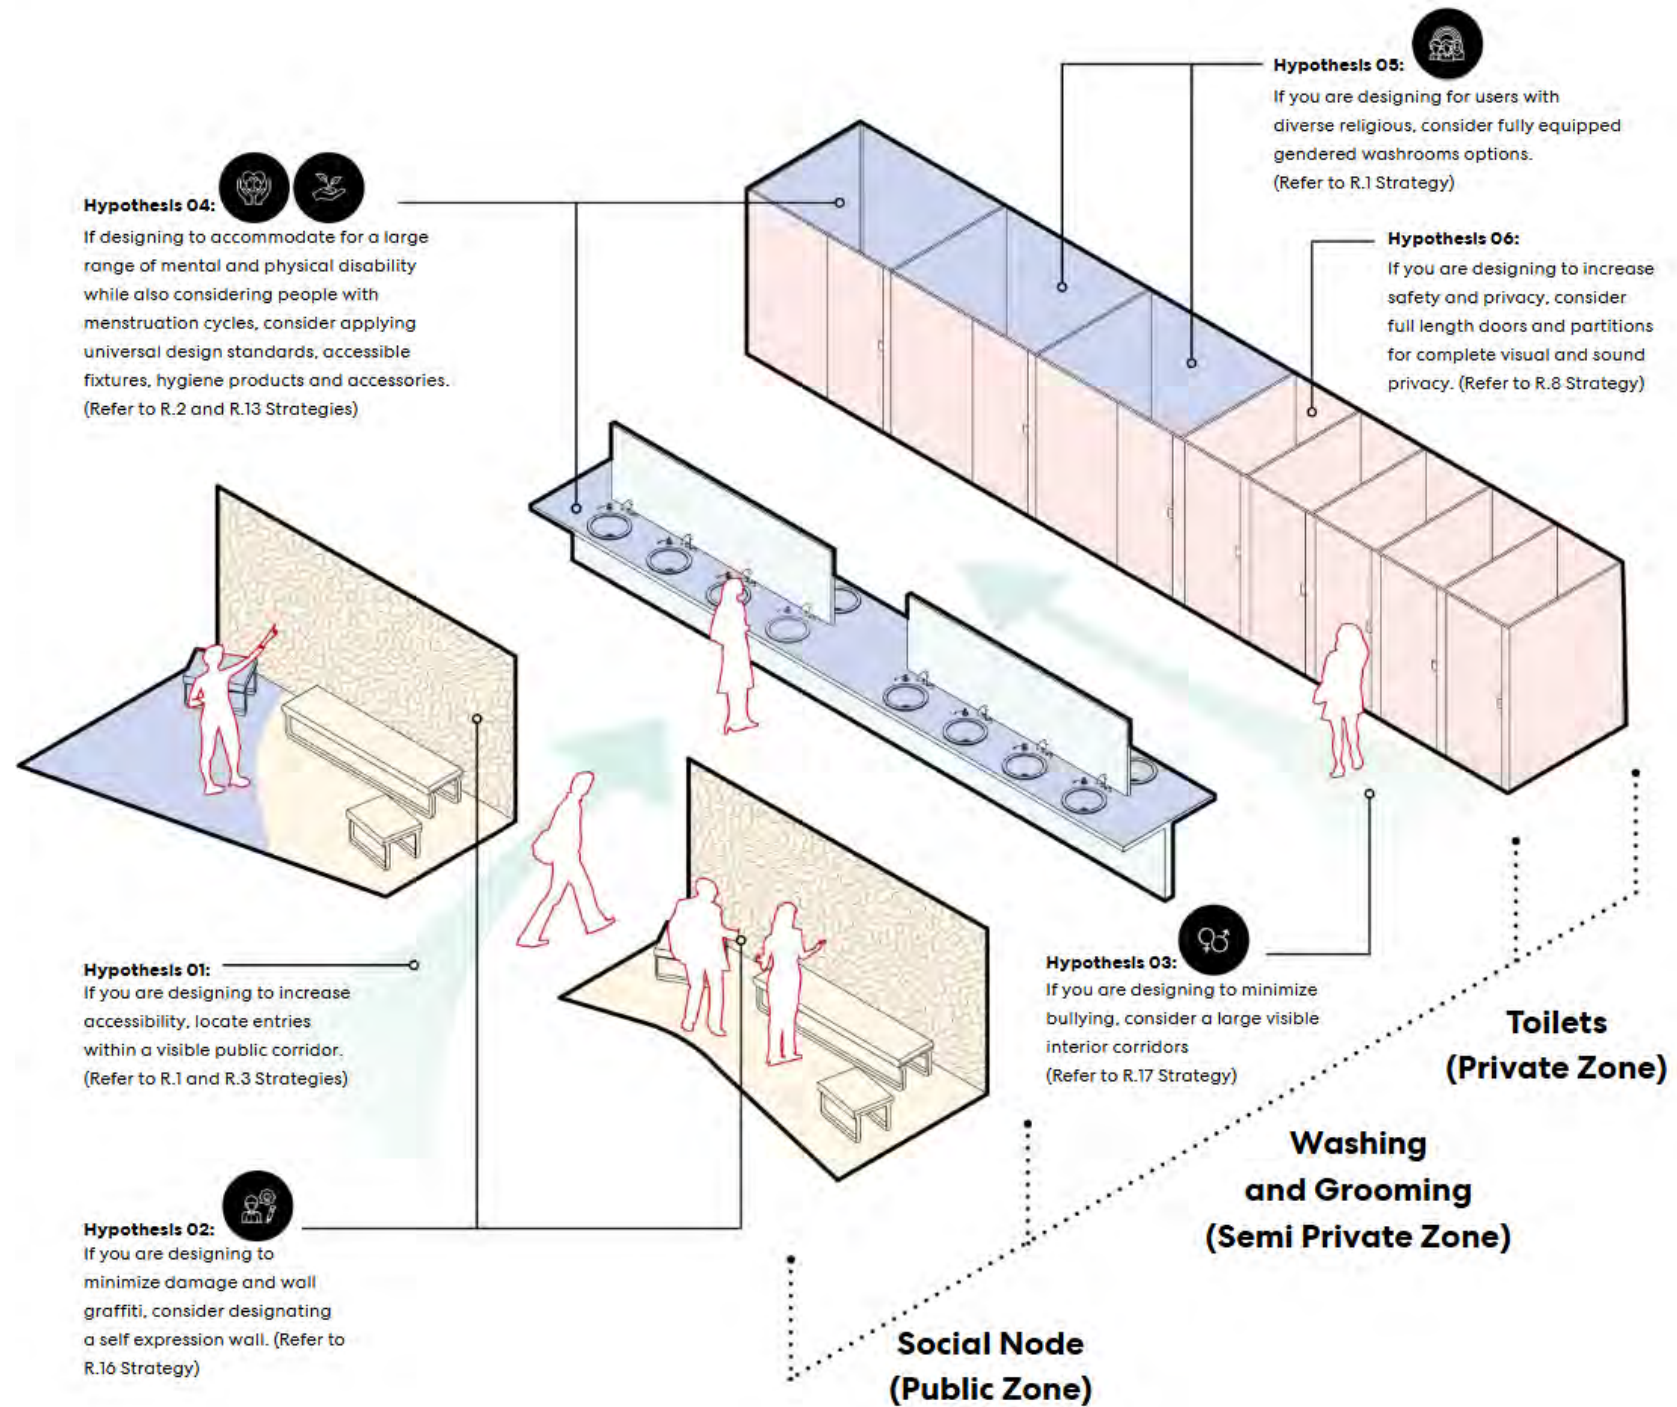 Hypothesis 05:
If you are designing for users with
diverse religious, consider fully equipped
gendered washrooms options.
(Refer to R.1 Strategy)
Hypothesis 04:
If designing to accommodate for a large
range of mental and physical disability
while also considering people with
menstruation cycles, consider applying
universal design standards, accessible
fixtures, hygiene products and accessories.
(Refer to R.2 and R.13 Strategies)
Hypothesis 06:
If you are designing to increase
safety and privacy, consider
full length doors and partitions
for complete visual and sound
privacy. (Refer to R.8 Strategy)
Hypothesis 01:
If you are designing to increase
accessibility, locate entries
within a visible public corridor.
(Refer to R.1 and R.3 Strategies)
Hypothesis 03:
If you are designing to minimize
bullying, consider a large visible
interior corridors
(Refer to R.17 Strategy)
Hypothesis 02:
If you are designing to
minimize damage and wall
graffiti, consider designating
a self expression wall. (Refer to
R.16 Strategy)
Toilets
(Private Zone)
Washing
and Grooming
(Semi Private Zone)
Social Node
(Public Zone)